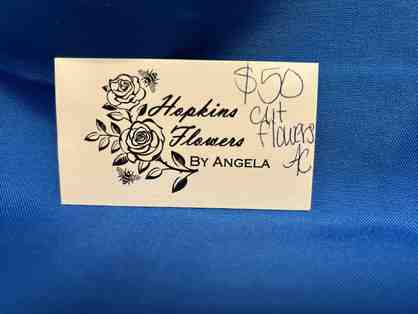 Hopkins
Flowers
BY ANGELA
$50
Cut
Flowers
AC